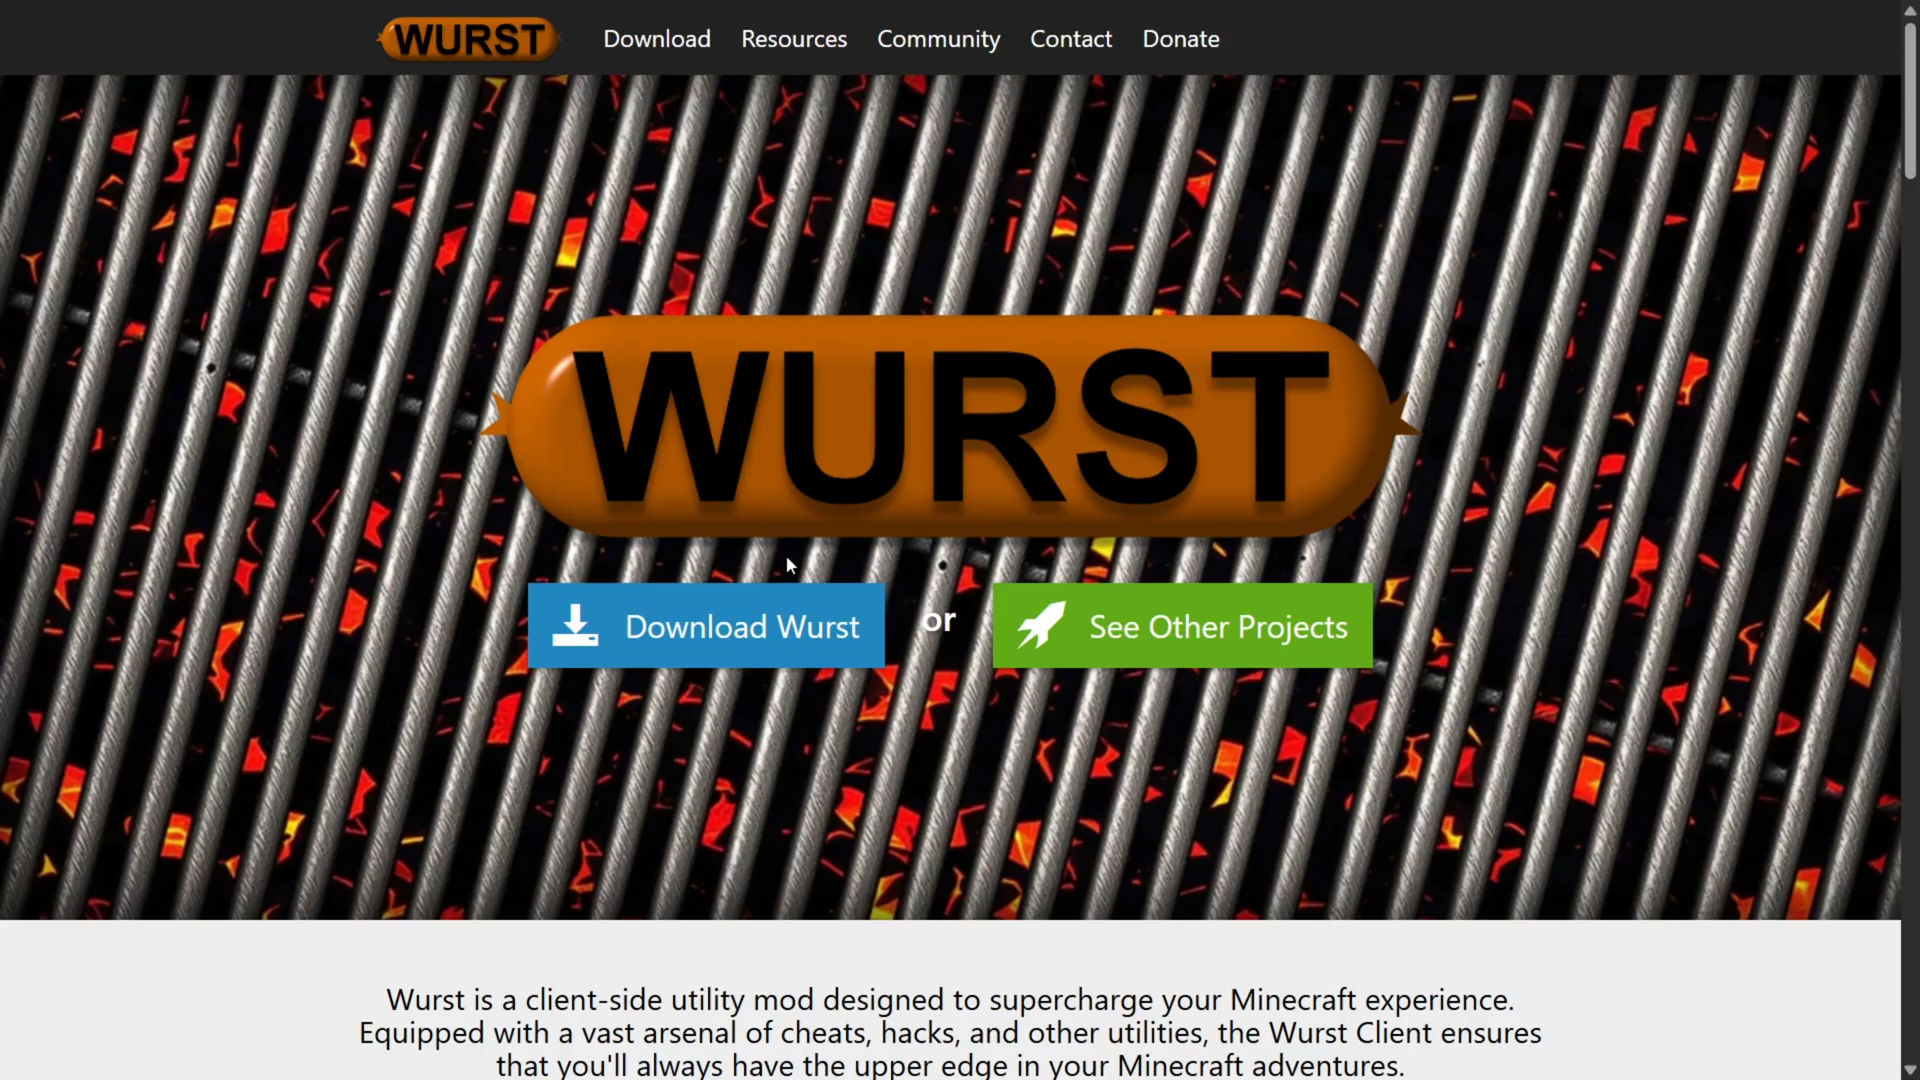 WURST
Download Resources Community Contact Donate
WURST
Download Wurst or See Other Projects
Wurst is a client-side utility mod designed to supercharge your Minecraft experience.
Equipped with a vast arsenal of cheats, hacks, and other utilities, the Wurst Client ensures
that you'll always have the upper edge in your Minecraft adventures.